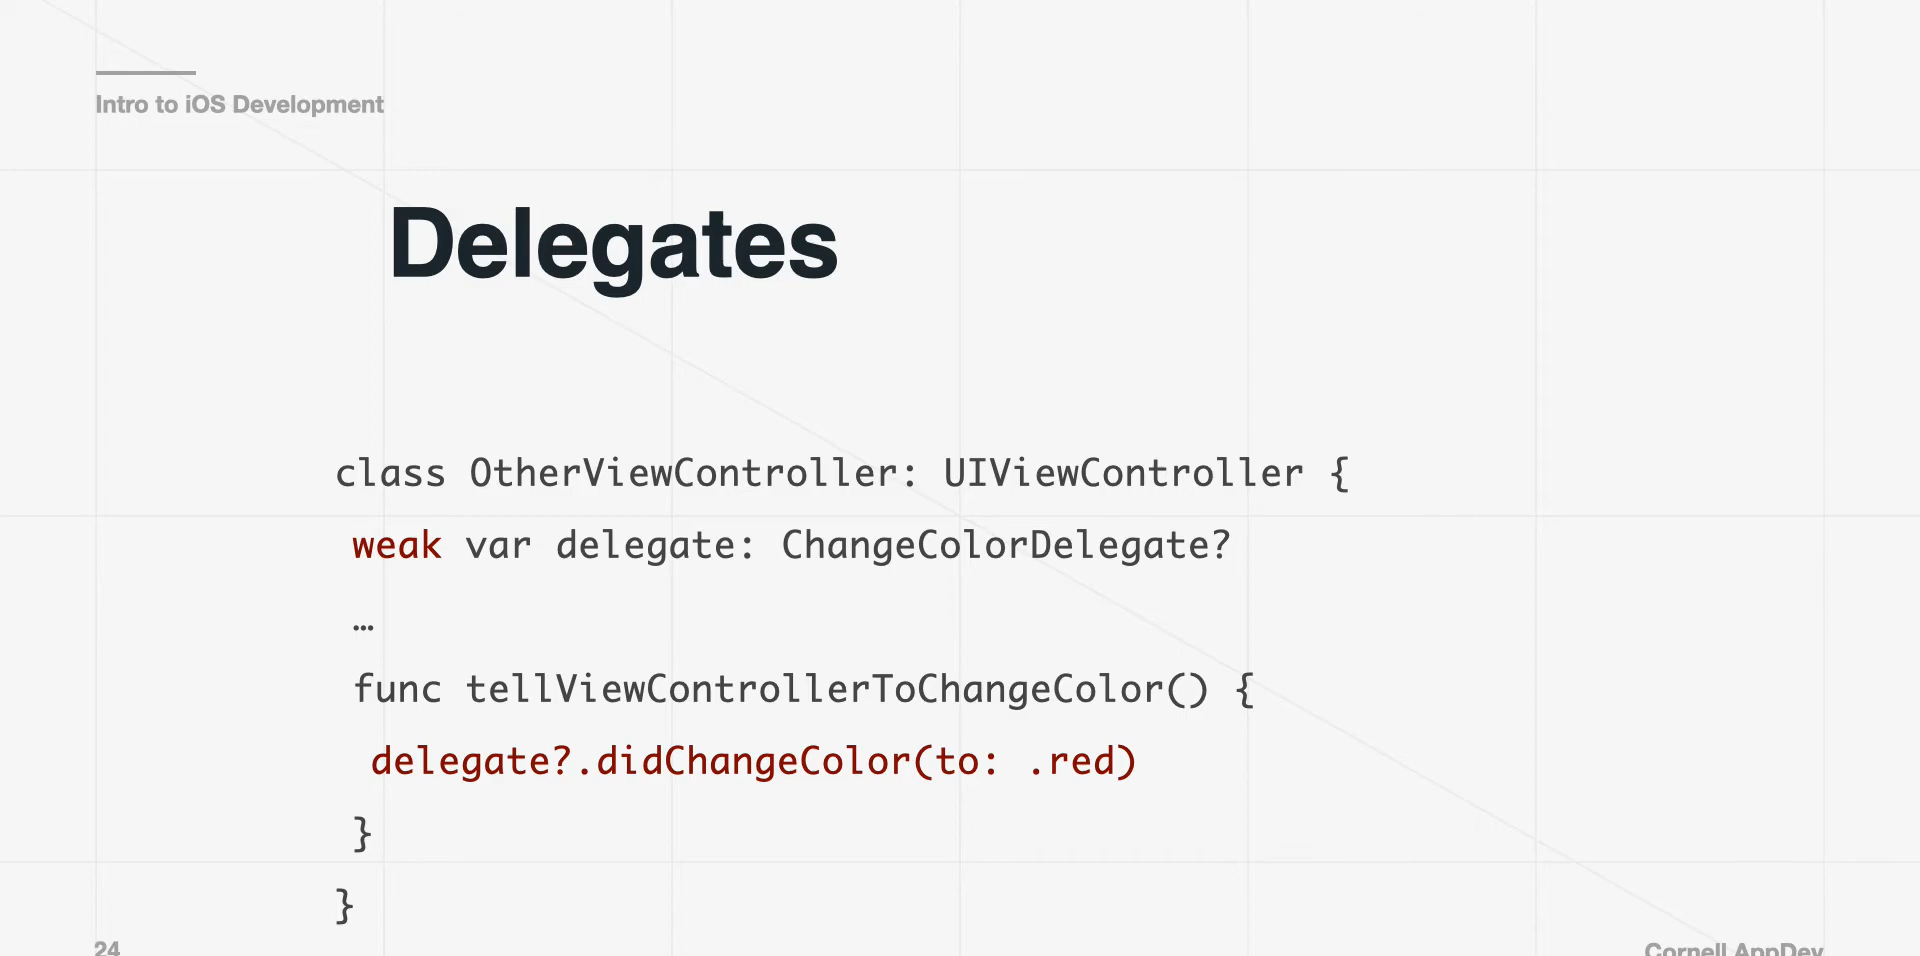 Intro to iOS Development
Delegates
class OtherViewController: UIViewController {
weak var delegate: ChangeColorDelegate?
…
func tellViewControllerToChangeColor() {
delegate?.didChangeColor(to: .red)
}
}
24
Cornell AppDev